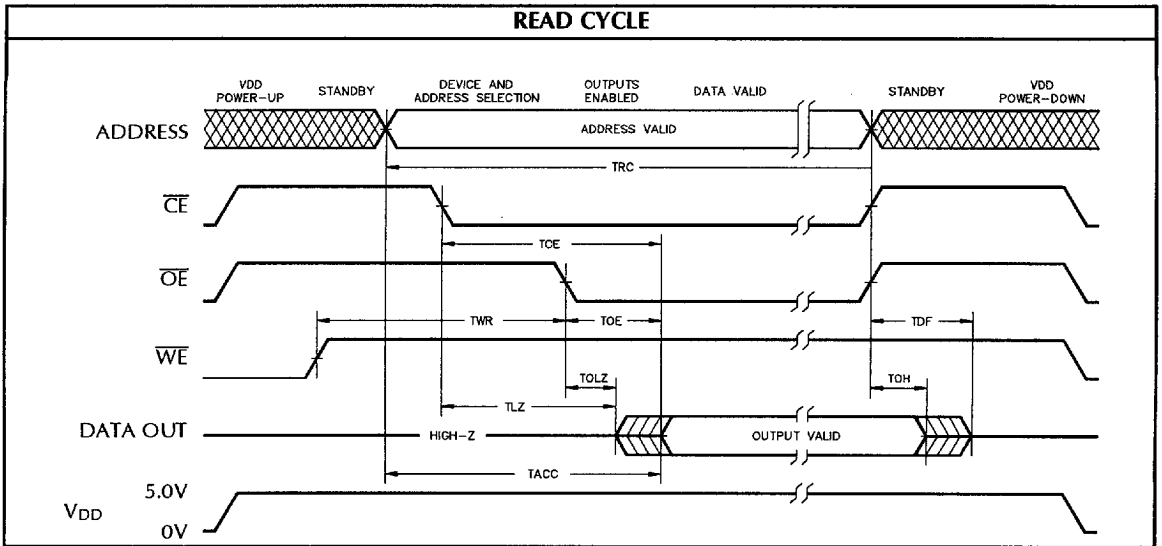 READ CYCLE
VDD POWER-UP
STANDBY
DEVICE AND ADDRESS SELECTION
OUTPUTS ENABLED
DATA VALID
STANDBY
VDD POWER-DOWN
ADDRESS
ADDRESS VALID
TRC
CE
TCE
OE
TWR
TOE
TDF
WE
TOLZ
TOH
TLZ
DATA OUT
HIGH-Z
OUTPUT VALID
TACC
5.0V
VDD
0V